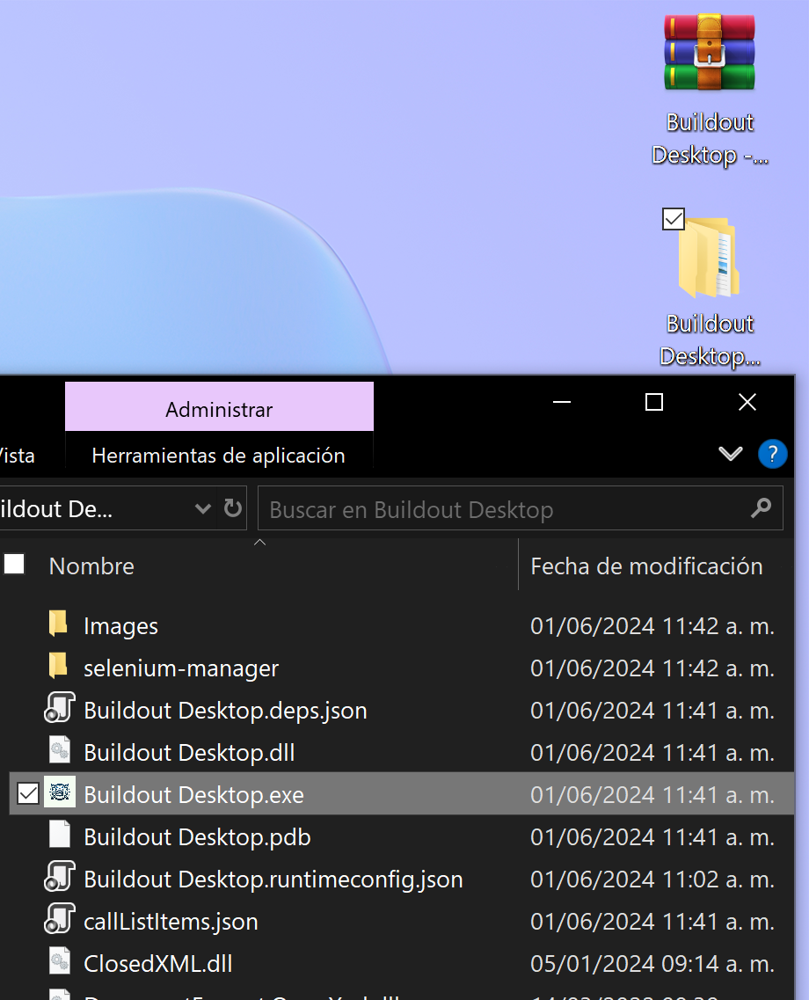 Buildout
Desktop -...
Buildout
Desktop...
Administrar
Vista
Herramientas de aplicación
ildout De...
Buscar en Buildout Desktop
Nombre
Fecha de modificación
Images 01/06/2024 11:42 a. m.
selenium-manager 01/06/2024 11:42 a. m.
Buildout Desktop.deps.json 01/06/2024 11:41 a. m.
Buildout Desktop.dll 01/06/2024 11:41 a. m.
Buildout Desktop.exe 01/06/2024 11:41 a. m.
Buildout Desktop.pdb 01/06/2024 11:41 a. m.
Buildout Desktop.runtimeconfig.json 01/06/2024 11:02 a. m.
callListItems.json 01/06/2024 11:41 a. m.
ClosedXML.dll 05/01/2024 09:14 a. m.